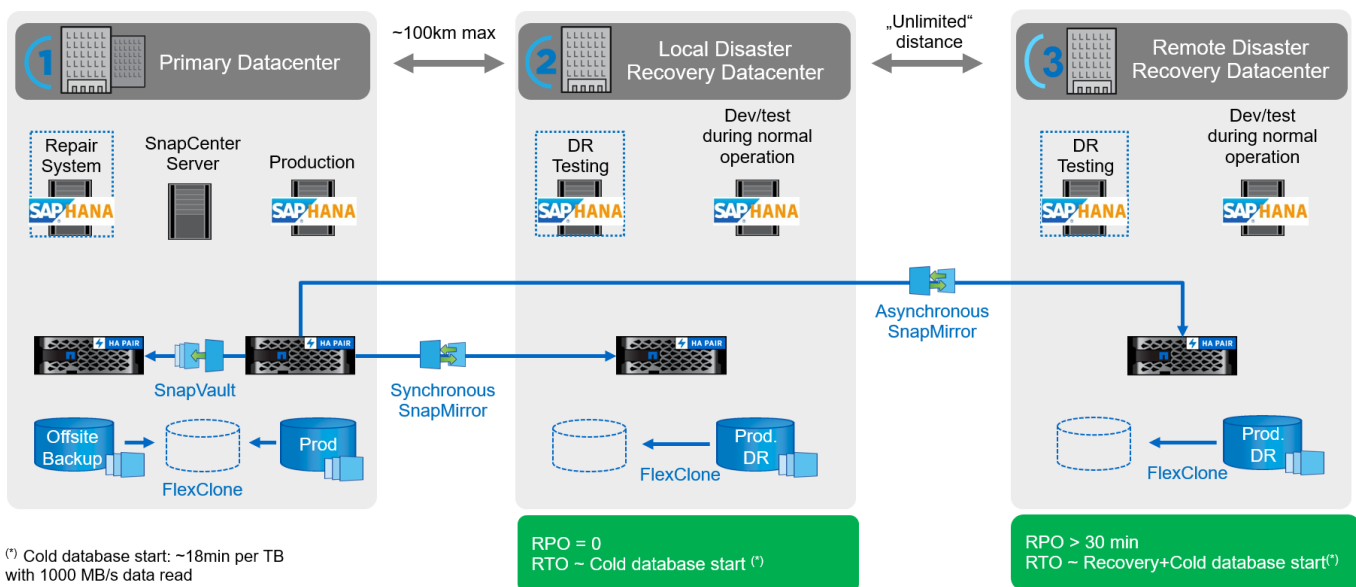 1
Primary Datacenter
~100km max
2
Local Disaster
Recovery Datacenter
„Unlimited“
distance
3
Remote Disaster
Recovery Datacenter
Repair
System
SAP HANA
SnapCenter
Server
Production
SAP HANA
DR
Testing
SAP HANA
Dev/test
during normal
operation
SAP HANA
DR
Testing
SAP HANA
Dev/test
during normal
operation
SAP HANA
Asynchronous
SnapMirror
HA PAIR
SnapVault
HA PAIR
Synchronous
SnapMirror
HA PAIR
HA PAIR
Offsite
Backup
Prod
FlexClone
Prod.
DR
FlexClone
Prod.
DR
FlexClone
(*) Cold database start: ~18min per TB
with 1000 MB/s data read
RPO = 0
RTO ~ Cold database start (*)
RPO > 30 min
RTO ~ Recovery+Cold database start(*)